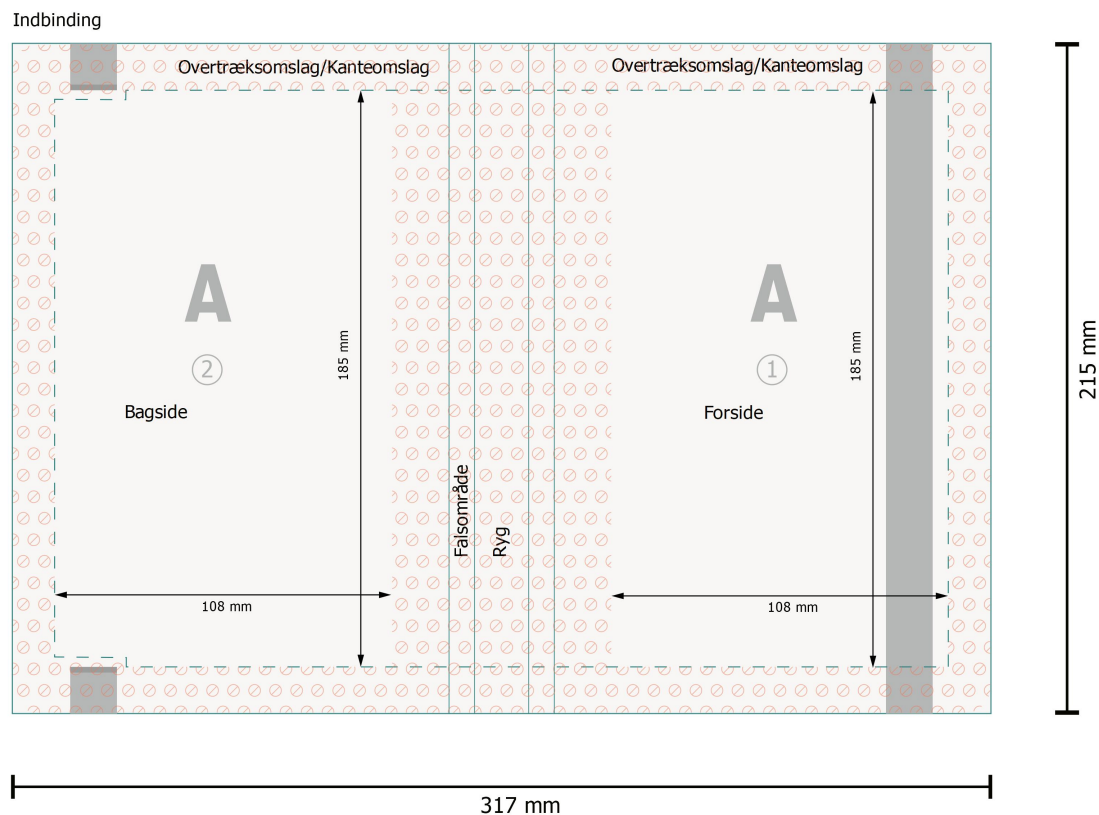 Indbinding
Overtræksomslag/Kanteomslag
Overtræksomslag/Kanteomslag
A
A
2
1
Bagside
Forside
185 mm
185 mm
215 mm
Falsområde
Ryg
108 mm
108 mm
317 mm